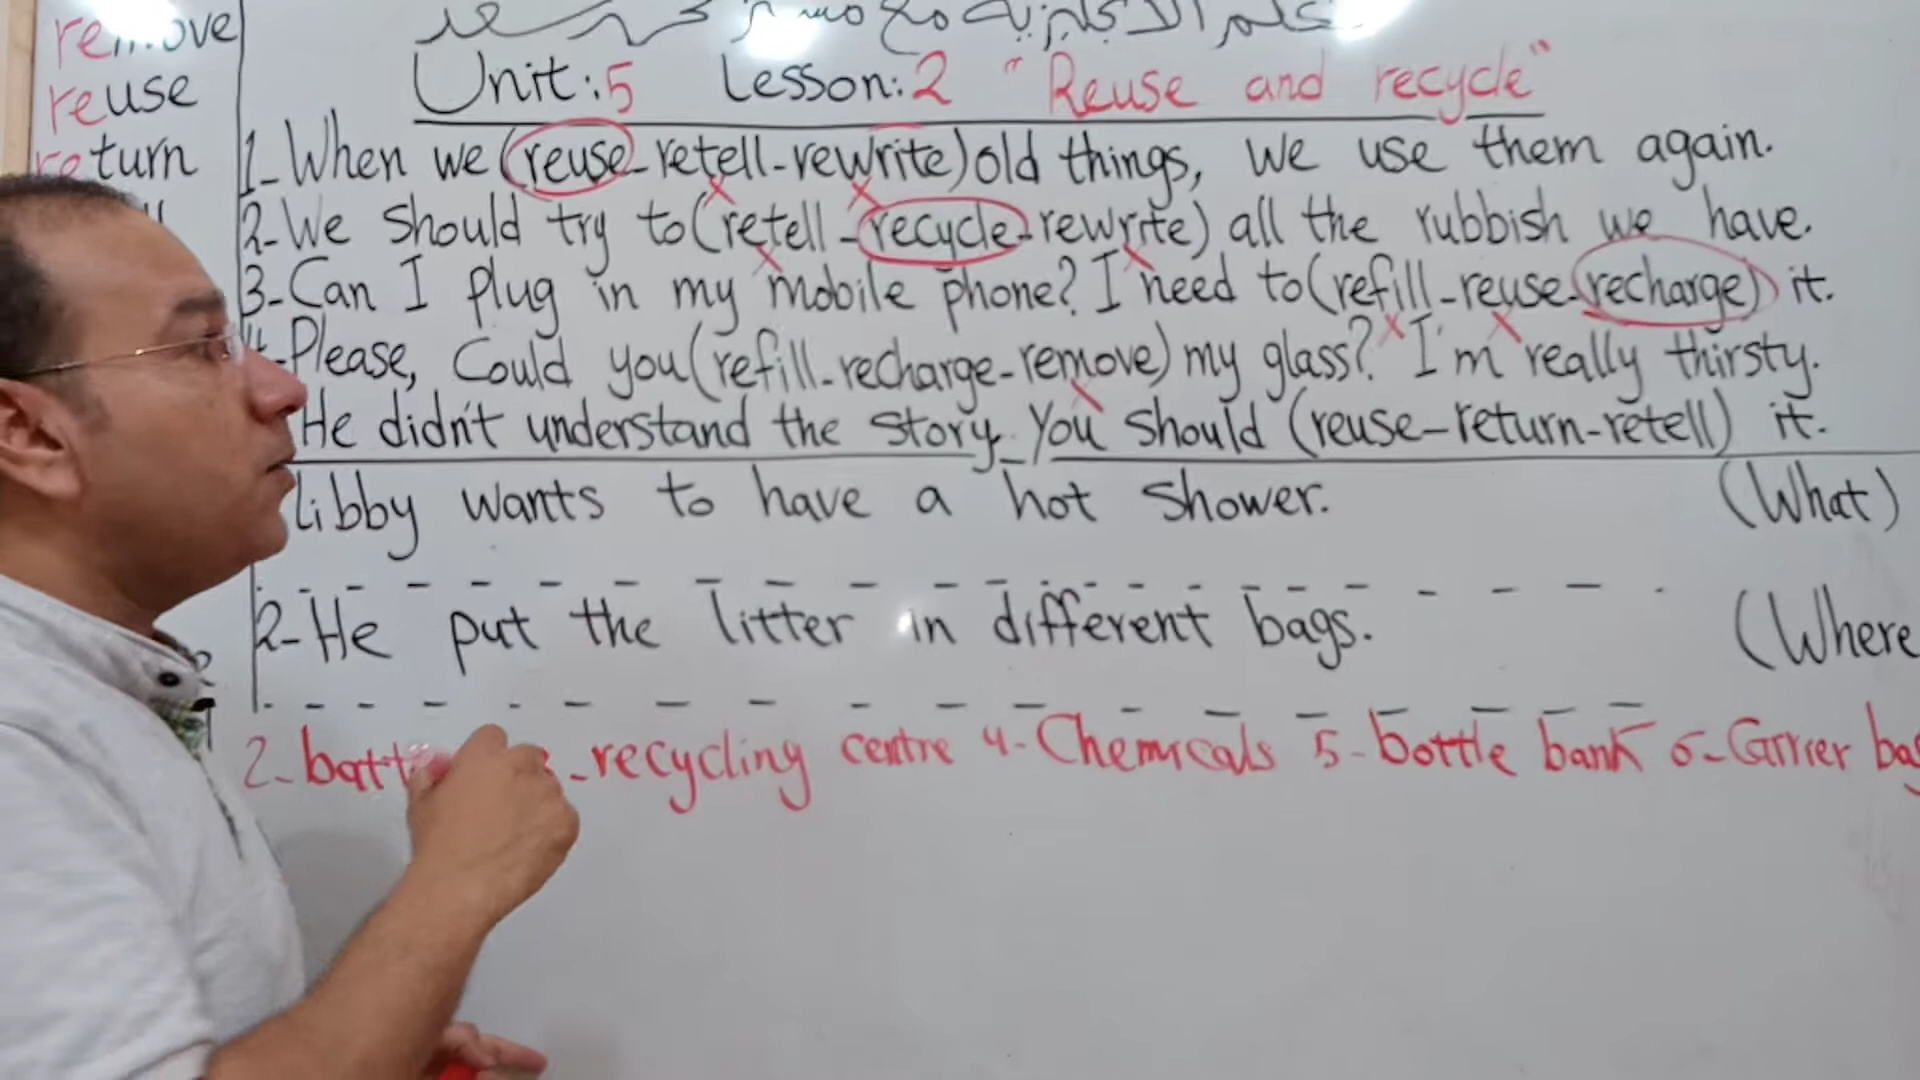 remove
reuse
return
علم الانجليزية مع مستر
Unit:5 Lesson:2 "Reuse and recycle"
1-When we (reuse-retell-rewrite) old things, we use them again.
2-We should try to (retell-recycle-rewrite) all the rubbish we have.
3-Can I plug in my mobile phone? I need to (refill-reuse-recharge) it.
4-Please, Could you (refill-recharge-remove) my glass? I'm really thirsty.
He didn't understand the story. You should (reuse-return-retell) it.
libby wants to have a hot shower. (What)
2-He put the litter in different bags. (Where
2- 3-recycling centre 4-Chemicals 5-bottle bank 6-Carrier